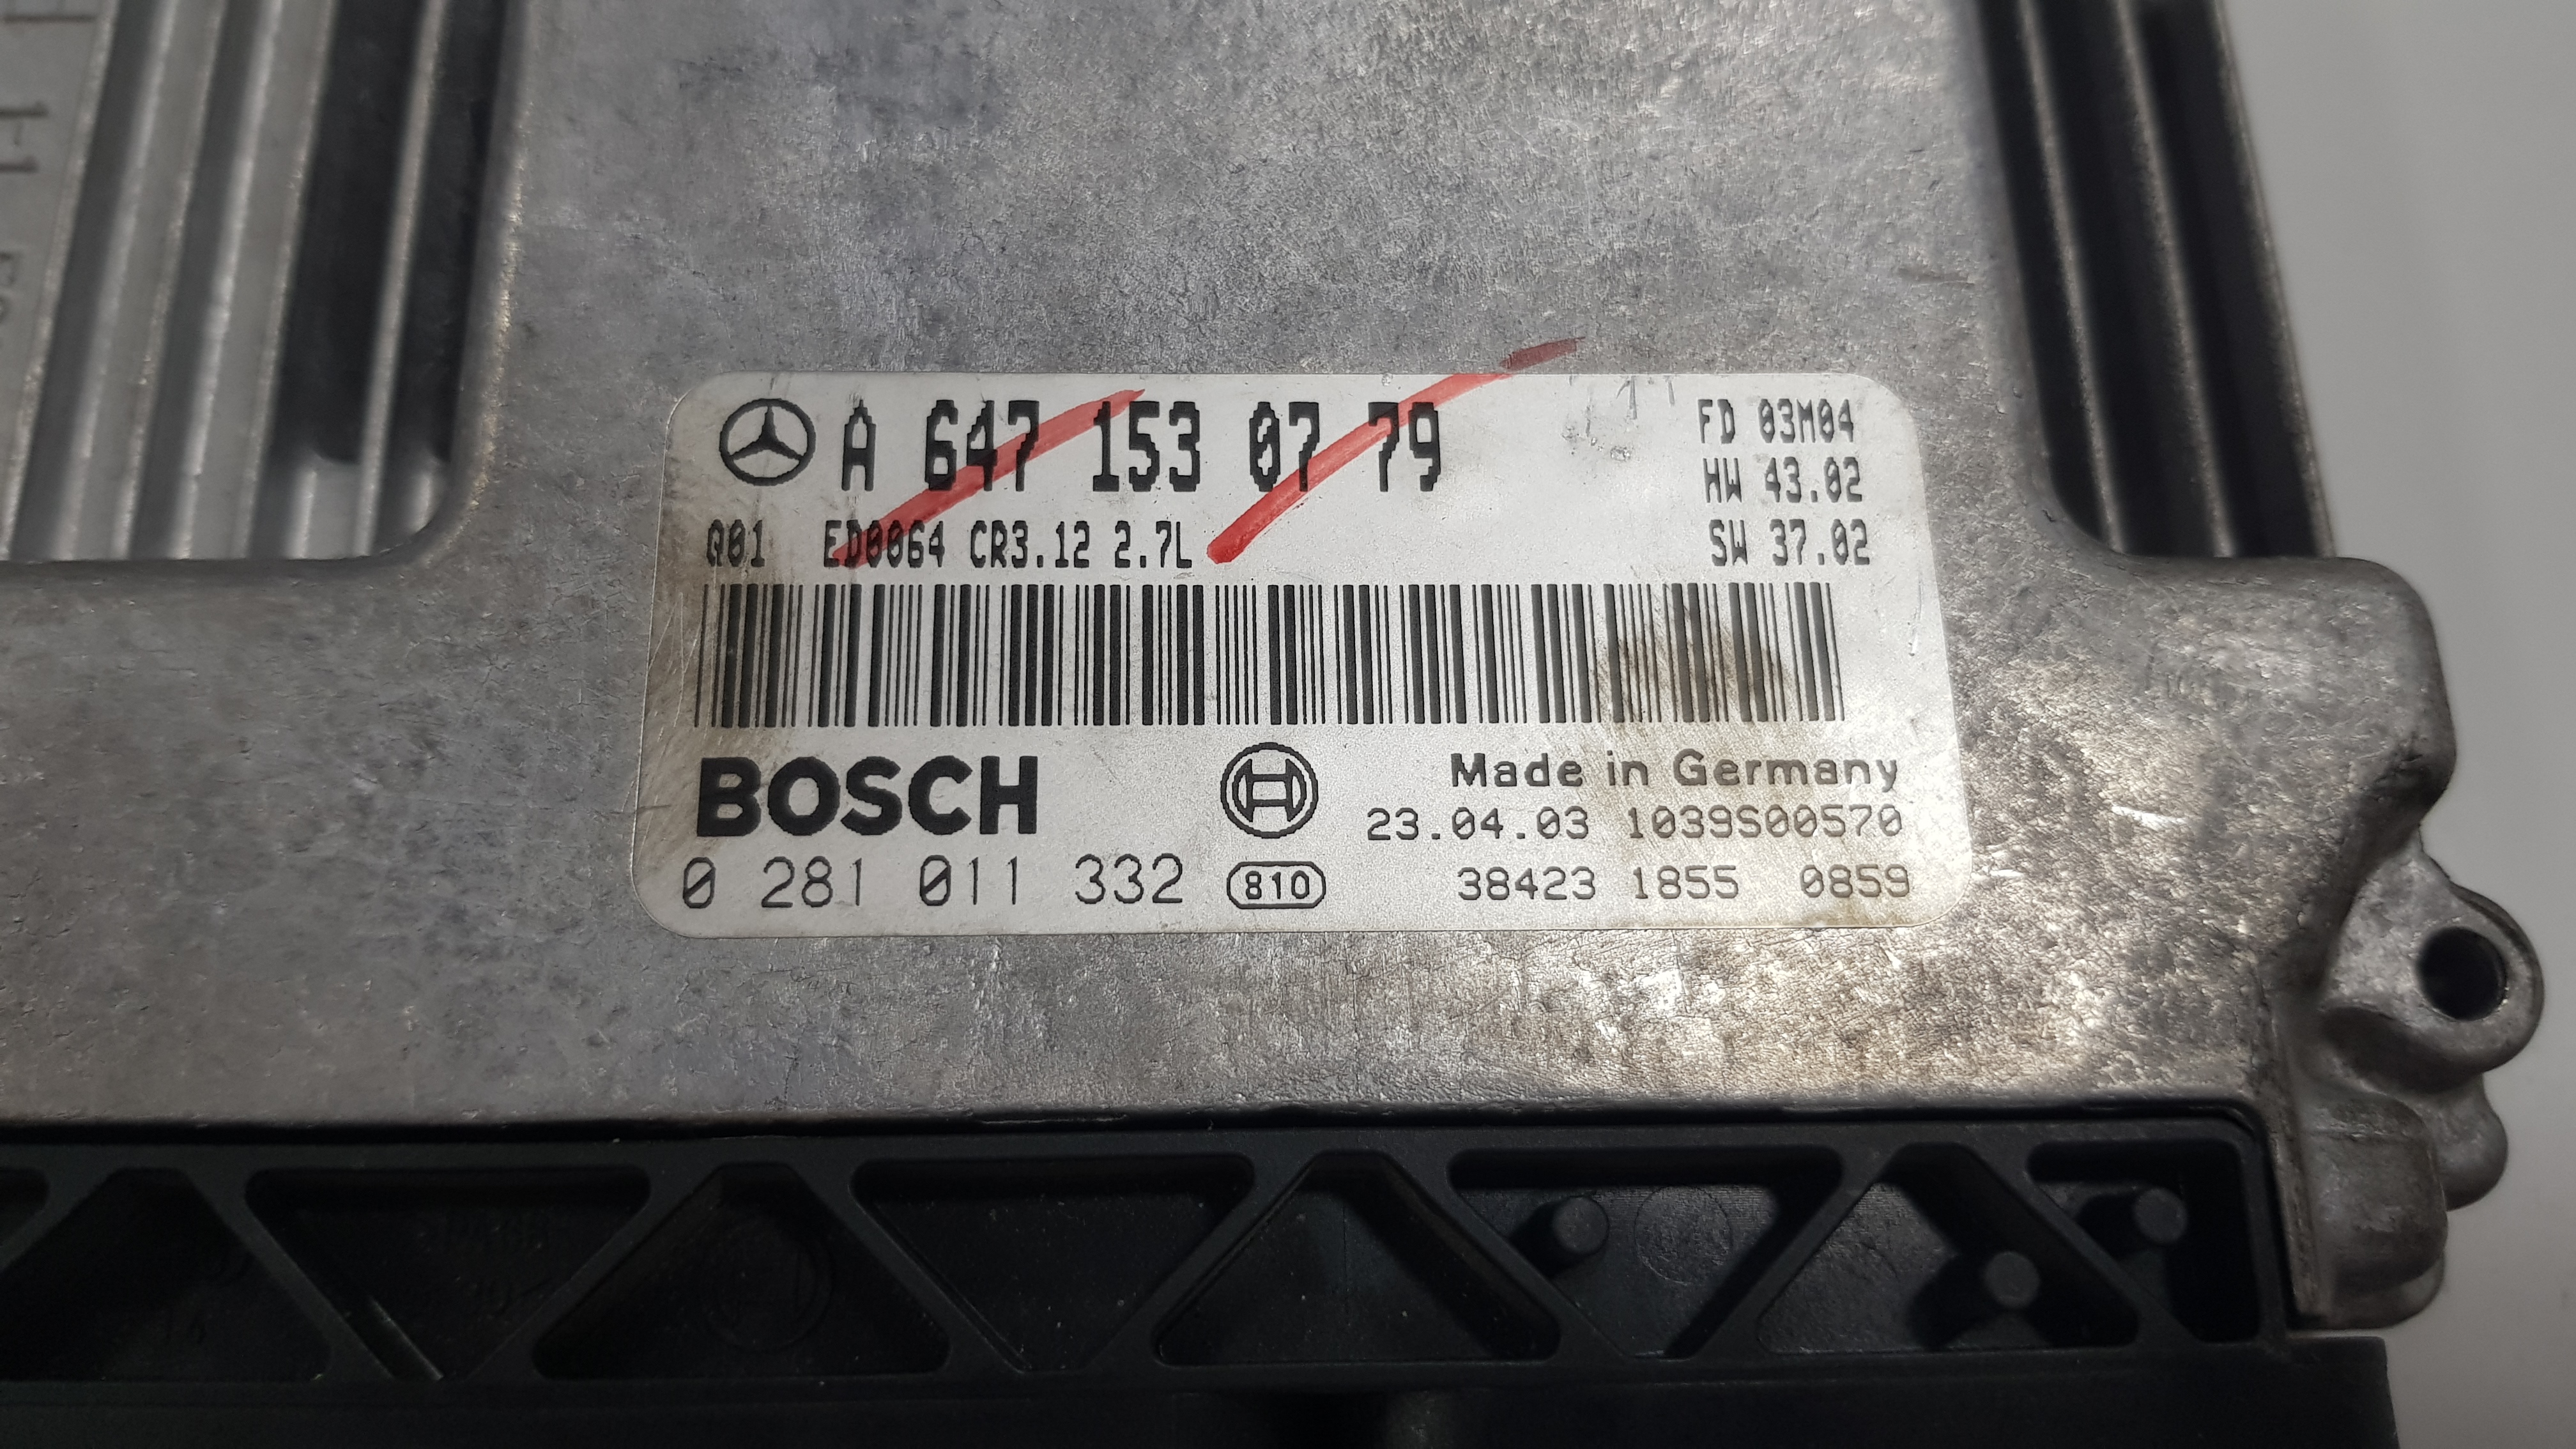 A 647 153 07 79
FD 03M04
HW 43.02
Q01 ED0064 CR3.12 2.7L
SW 37.02
BOSCH
Made in Germany
23.04.03 1039S00570
0 281 011 332 810 38423 1855 0859